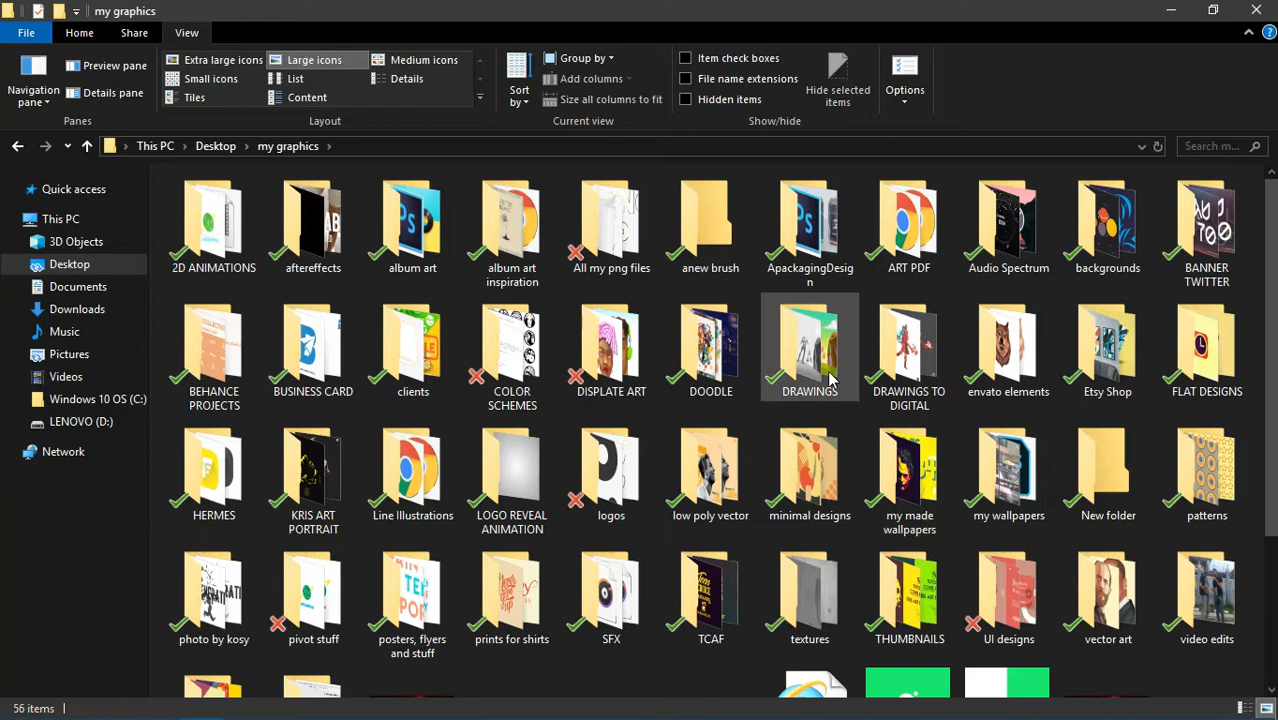 my graphics
File Home Share View
Navigation pane
Preview pane
Details pane
Panes
Extra large icons Large icons Medium icons
Small icons List Details
Tiles Content
Layout
Sort by
Group by
Add columns
Size all columns to fit
Current view
Item check boxes
File name extensions
Hidden items
Hide selected items
Show/hide
Options
This PC > Desktop > my graphics >
Search m...
Quick access
This PC
3D Objects
Desktop
Documents
Downloads
Music
Pictures
Videos
Windows 10 OS (C:)
LENOVO (D:)
Network
2D ANIMATIONS
aftereffects
album art
album art inspiration
All my png files
anew brush
ApackagingDesign
ART PDF
Audio Spectrum
backgrounds
BANNER TWITTER
BEHANCE PROJECTS
BUSINESS CARD
clients
COLOR SCHEMES
DISPLATE ART
DOODLE
DRAWINGS
DRAWINGS TO DIGITAL
envato elements
Etsy Shop
FLAT DESIGNS
HERMES
KRIS ART PORTRAIT
Line Illustrations
LOGO REVEAL ANIMATION
logos
low poly vector
minimal designs
my made wallpapers
my wallpapers
New folder
patterns
photo by kosy
pivot stuff
posters, flyers and stuff
prints for shirts
SFX
TCAF
textures
THUMBNAILS
UI designs
vector art
video edits
56 items